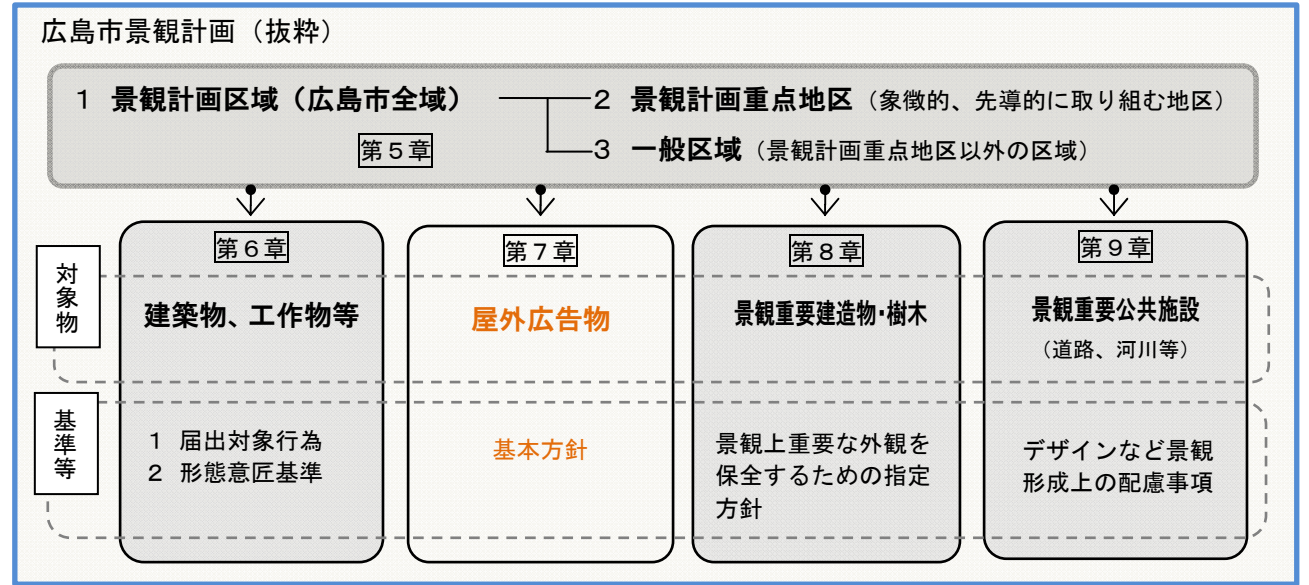 広島市景観計画（抜粋）
1 景観計画区域（広島市全域）
2 景観計画重点地区（象徴的、先導的に取り組む地区）
3 一般区域（景観計画重点地区以外の区域）
第５章
対象物
基準等
第６章
建築物、工作物等
1 届出対象行為
2 形態意匠基準
第７章
屋外広告物
基本方針
第８章
景観重要建造物・樹木
景観上重要な外観を
保全するための指定
方針
第９章
景観重要公共施設
（道路、河川等）
デザインなど景観
形成上の配慮事項